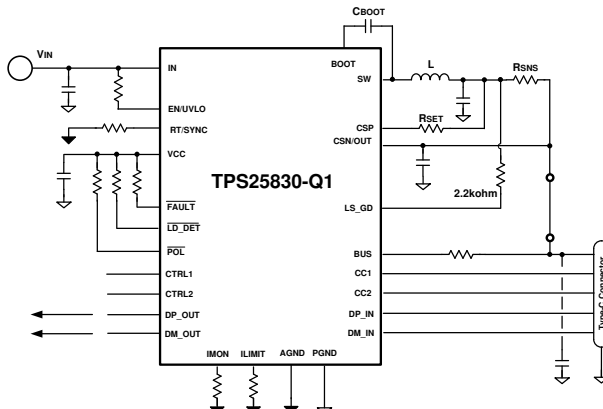 CBOOT
VIN
BOOT
IN
SW
L
RSNS
EN/UVLO
RT/SYNC
CSP
RSET
CSN/OUT
VCC
TPS25830-Q1
2.2kohm
FAULT
LS_GD
LD_DET
POL
BUS
CTRL1
CC1
CTRL2
CC2
DP_OUT
DP_IN
DM_OUT
DM_IN
IMON
ILIMIT
AGND
PGND
Type-C Connector